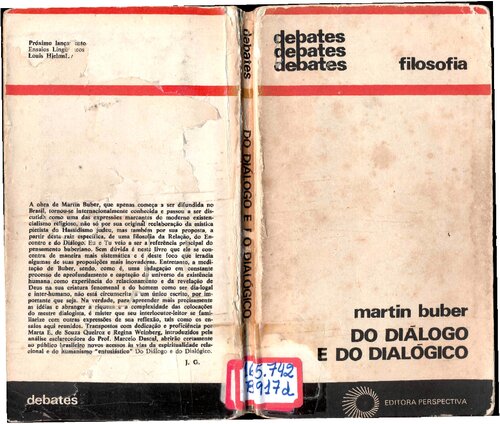 Próximo lança
Ensaios Lingüísticos
Louis Hjelmslev
A obra de Martin Buber, que apenas começa a ser difundida no
Brasil, tornou-se internacionalmente conhecida e passou a ser dis-
cutida como uma das expressões marcantes do moderno existen-
cialismo religioso, não só por sua original reelaboração da mística
pietista do Hassidismo judeu, mas também por sua proposta, a
partir desta raiz específica, de uma filosofia da Relação, do En-
contro e do Diálogo. Eu e Tu veio a ser a referência principal do
pensamento buberiano. Sem dúvida é neste livro que ele se en-
contra de maneira mais sistemática e é deste foco que irradia
algumas de suas proposições mais inovadoras. Entretanto, a medi-
tação de Buber, sendo, como é, uma indagação em constante
processo de aprofundamento e captação do universo da existência
humana como experiência do relacionamento e da revelação de
Deus na sua criatura fenomenal e do homem como ser dialogal
e inter-humano, não está circunscrita a um único escrito, por im-
portante que seja. Na verdade, para apreender mais precisamente
as idéias e abranger a riqueza e a complexidade das colocações
do mestre dialogista, é mister que seu interlocutor-leitor se fami-
liarize com outras expressões de sua reflexão, tais como os en-
saios aqui reunidos. Transpostos com dedicação e proficiência por
Marta E. de Souza Queiroz e Regina Weinberg, introduzidos pela
análise esclarecedora do Prof. Marcelo Dascal, abrirão certamente
ao público brasileiro novos acessos às vias da espiritualidade rela-
cional e do humanismo "entusiástico" Do Diálogo e do Dialógico.
J. G.
debates
debates
DO DIÁLOGO E DO DIALÓGICO
165.742
B917d
debates
debates
debates
filosofia
martin buber
DO DIÁLOGO
E DO DIALÓGICO
EDITORA PERSPECTIVA